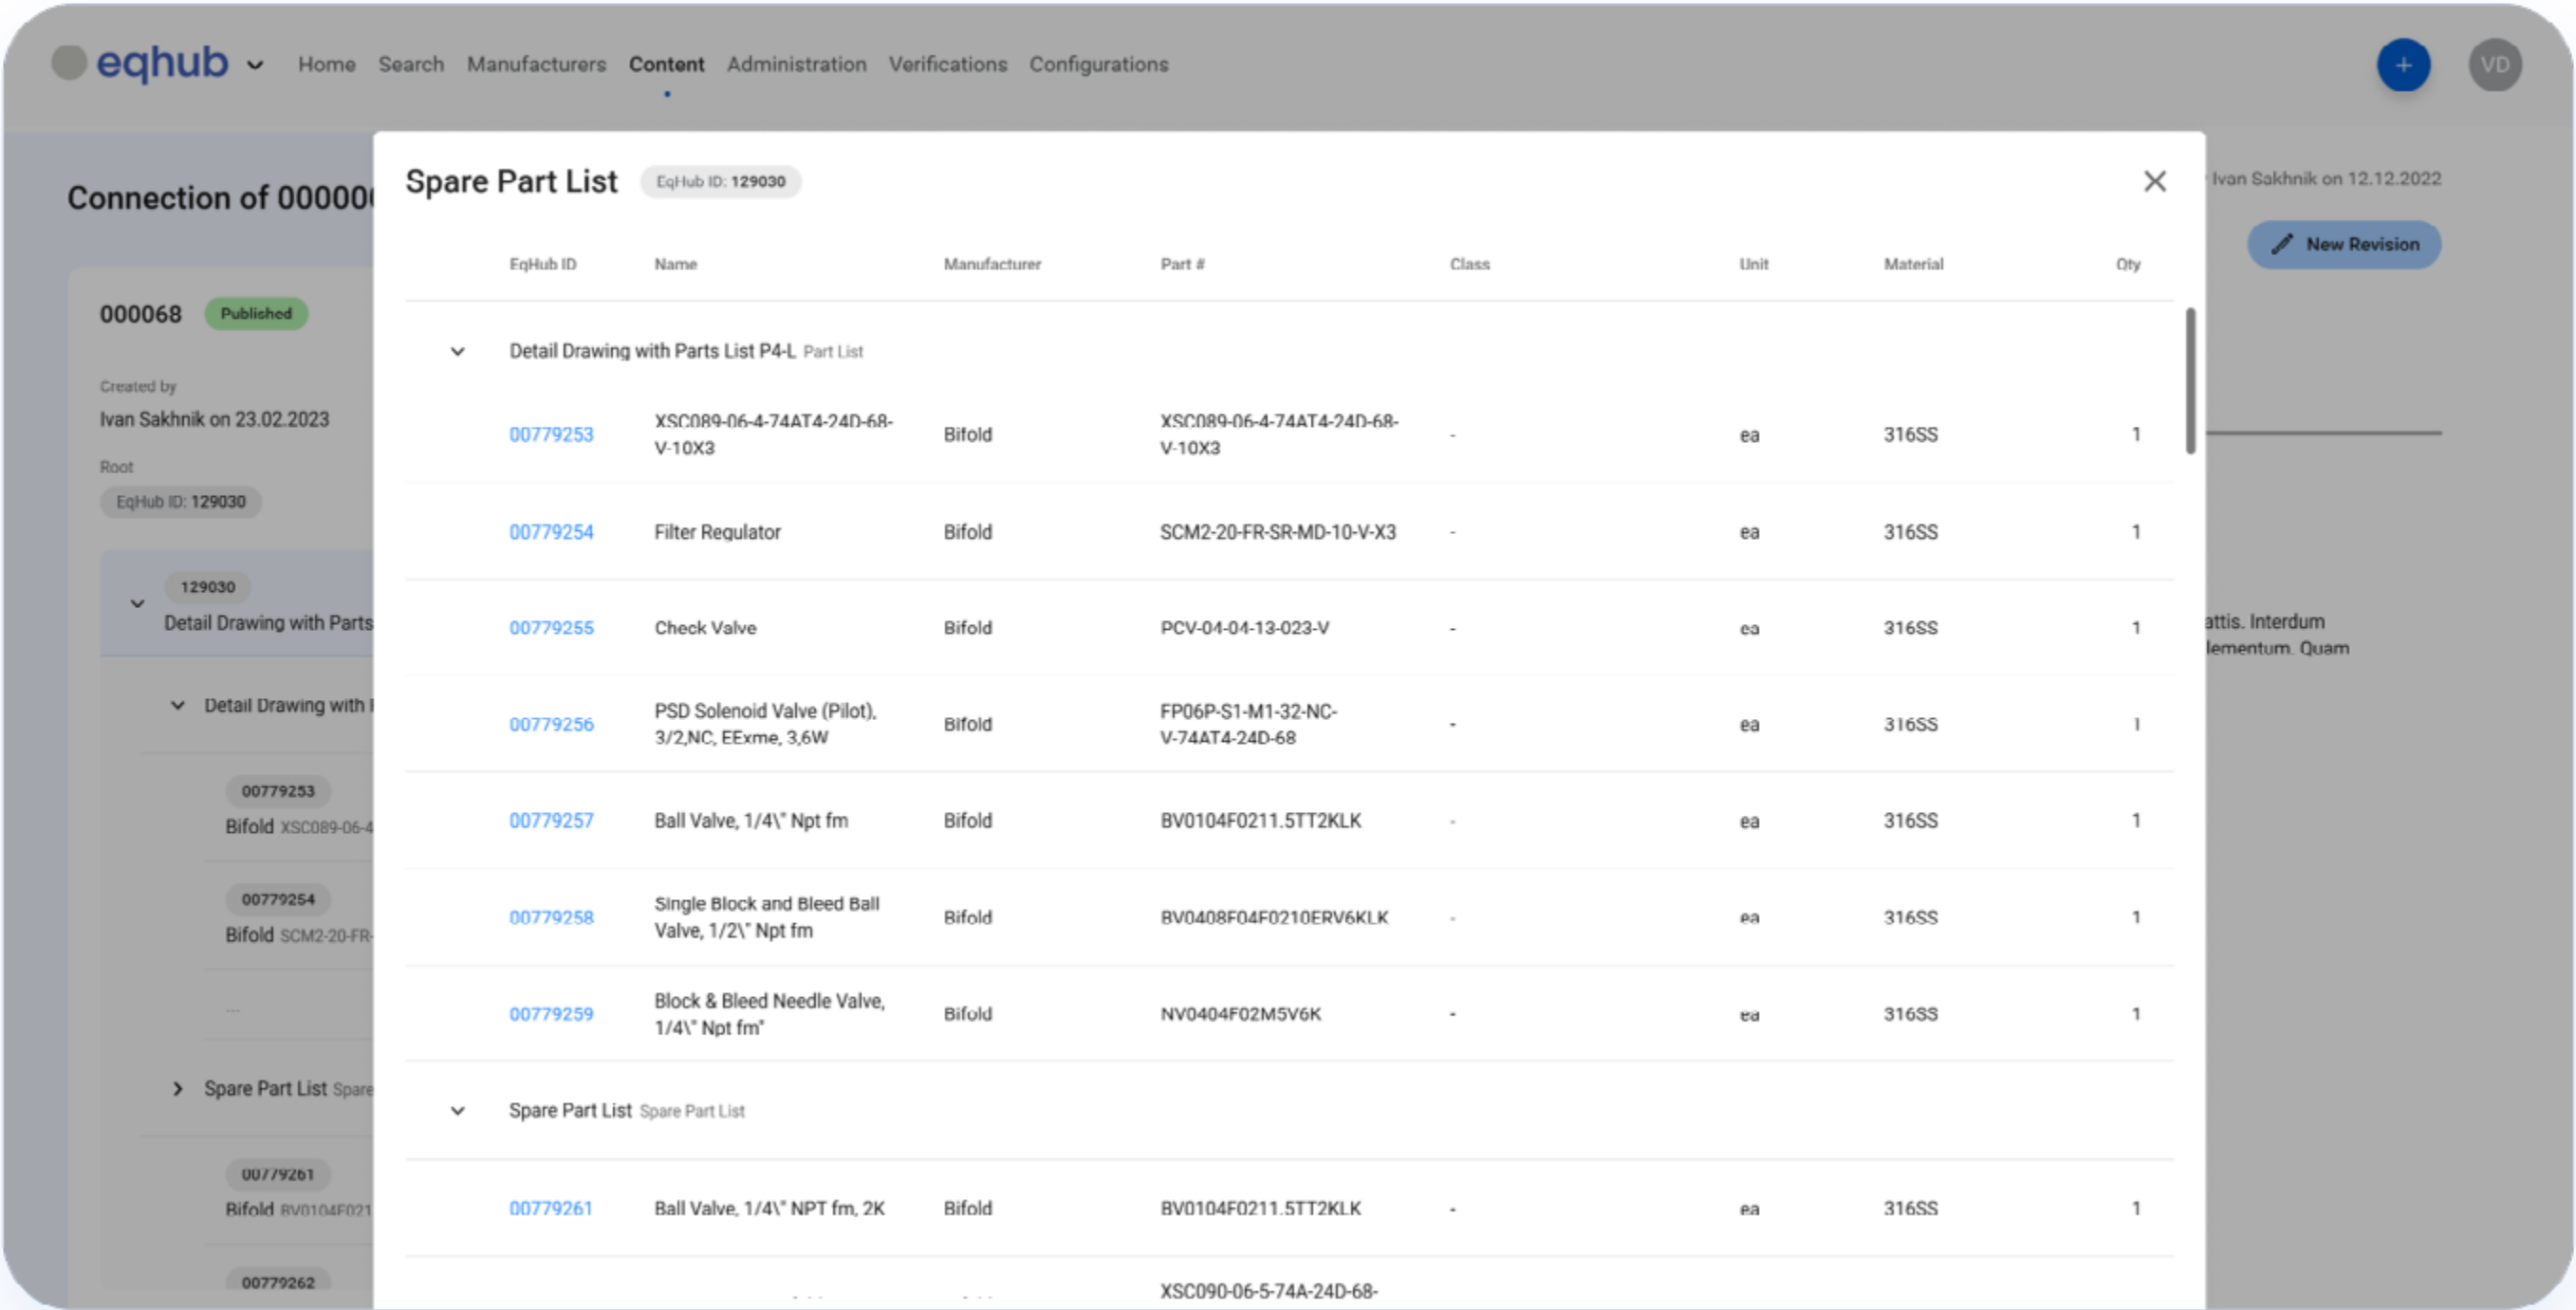 eqhub Home Search Manufacturers Content Administration Verifications Configurations + VD
Connection of 00000
Ivan Sakhnik on 12.12.2022
New Revision
000068 Published
Created by
Ivan Sakhnik on 23.02.2023
Root
EqHub ID: 129030
129030
Detail Drawing with Parts
Detail Drawing with
00779253
Bifold XSC089-06-4
00779254
Bifold SCM2-20-FR-
...
Spare Part List Spare
00779261
Bifold BV0104F021
00779262
Spare Part List EqHub ID: 129030
EqHub ID Name Manufacturer Part # Class Unit Material Qty
Detail Drawing with Parts List P4-L Part List
00779253 XSC089-06-4-74AT4-24D-68- Bifold XSC089-06-4-74AT4-24D-68- - ea 316SS 1
V-10X3 V-10X3
00779254 Filter Regulator Bifold SCM2-20-FR-SR-MD-10-V-X3 - ea 316SS 1
00779255 Check Valve Bifold PCV-04-04-13-023-V - ea 316SS 1
00779256 PSD Solenoid Valve (Pilot), Bifold FP06P-S1-M1-32-NC- - ea 316SS 1
3/2,NC, EExme, 3,6W V-74AT4-24D-68
00779257 Ball Valve, 1/4\" Npt fm Bifold BV0104F0211.5TT2KLK - ea 316SS 1
00779258 Single Block and Bleed Ball Bifold BV0408F04F0210ERV6KLK - ea 316SS 1
Valve, 1/2\" Npt fm
00779259 Block & Bleed Needle Valve, Bifold NV0404F02M5V6K - ea 316SS 1
1/4\" Npt fm"
Spare Part List Spare Part List
00779261 Ball Valve, 1/4\" NPT fm, 2K Bifold BV0104F0211.5TT2KLK - ea 316SS 1
XSC090-06-5-74A-24D-68-
attis. Interdum
lementum. Quam